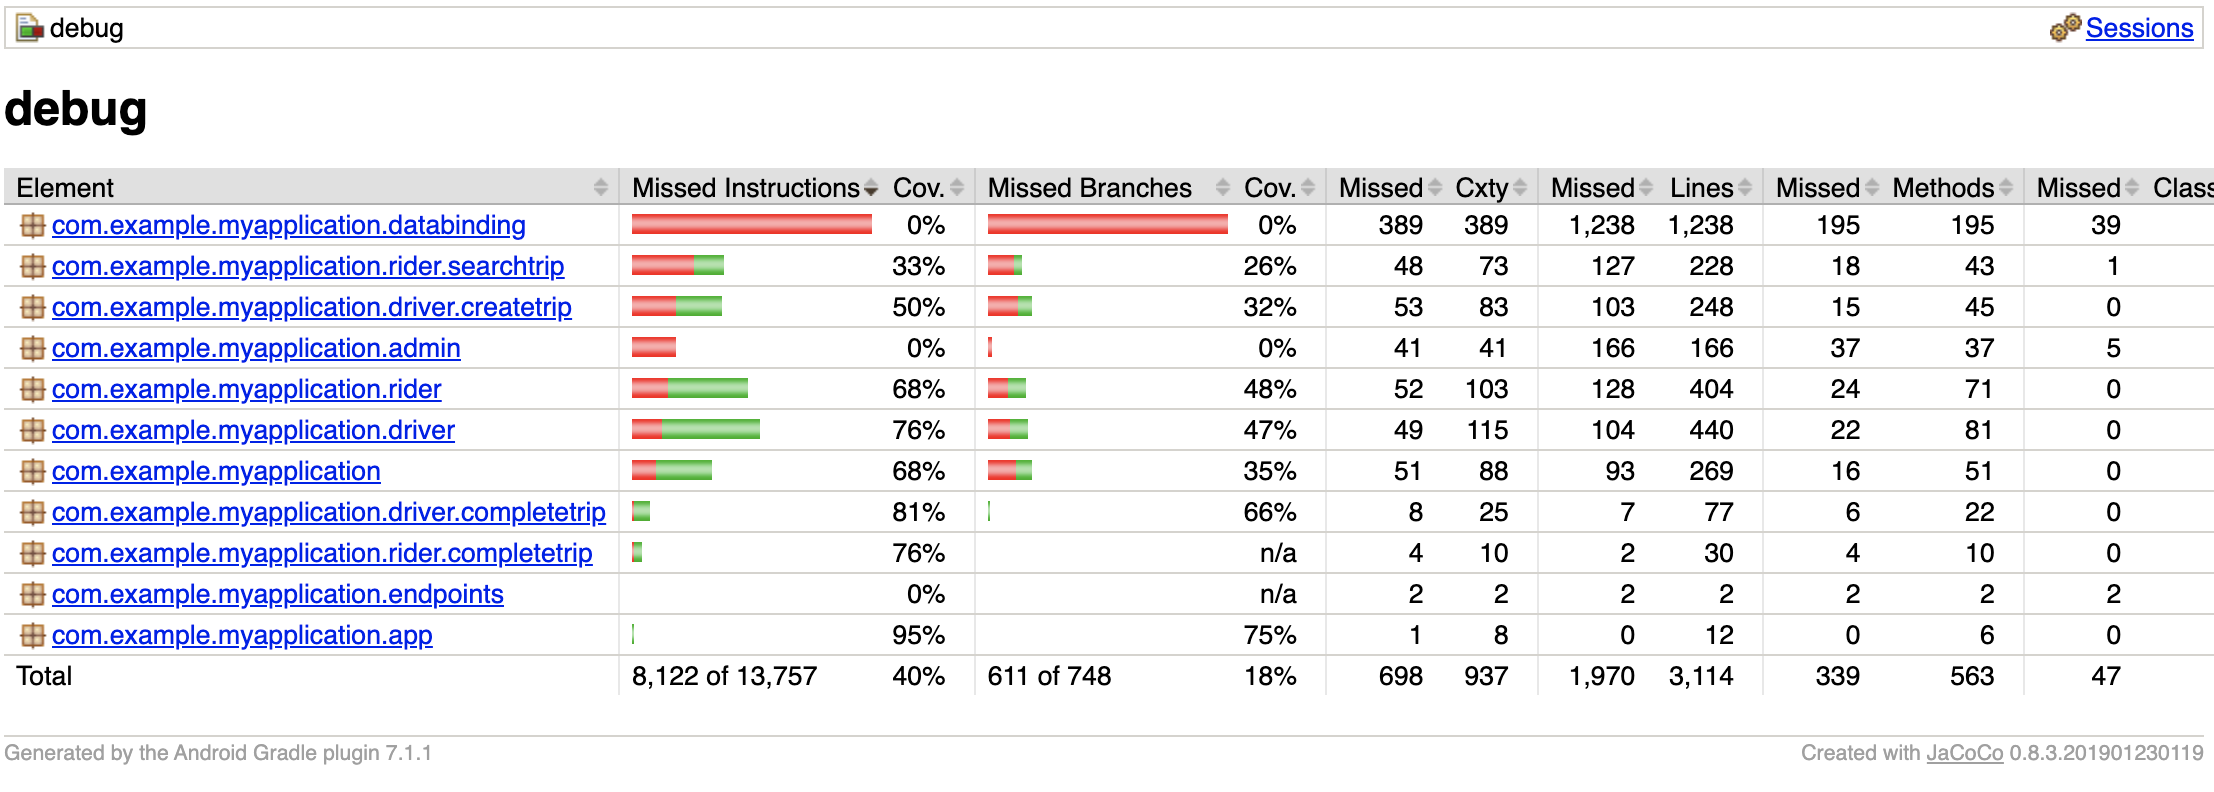 debug Sessions
debug
Element Missed Instructions Cov. Missed Branches Cov. Missed Cxty Missed Lines Missed Methods Missed Class
com.example.myapplication.databinding 0% 0% 389 389 1,238 1,238 195 195 39
com.example.myapplication.rider.searchtrip 33% 26% 48 73 127 228 18 43 1
com.example.myapplication.driver.createtrip 50% 32% 53 83 103 248 15 45 0
com.example.myapplication.admin 0% 0% 41 41 166 166 37 37 5
com.example.myapplication.rider 68% 48% 52 103 128 404 24 71 0
com.example.myapplication.driver 76% 47% 49 115 104 440 22 81 0
com.example.myapplication 68% 35% 51 88 93 269 16 51 0
com.example.myapplication.driver.completetrip 81% 66% 8 25 7 77 6 22 0
com.example.myapplication.rider.completetrip 76% n/a 4 10 2 30 4 10 0
com.example.myapplication.endpoints 0% n/a 2 2 2 2 2 2 2
com.example.myapplication.app 95% 75% 1 8 0 12 0 6 0
Total 8,122 of 13,757 40% 611 of 748 18% 698 937 1,970 3,114 339 563 47
Generated by the Android Gradle plugin 7.1.1 Created with JaCoCo 0.8.3.201901230119